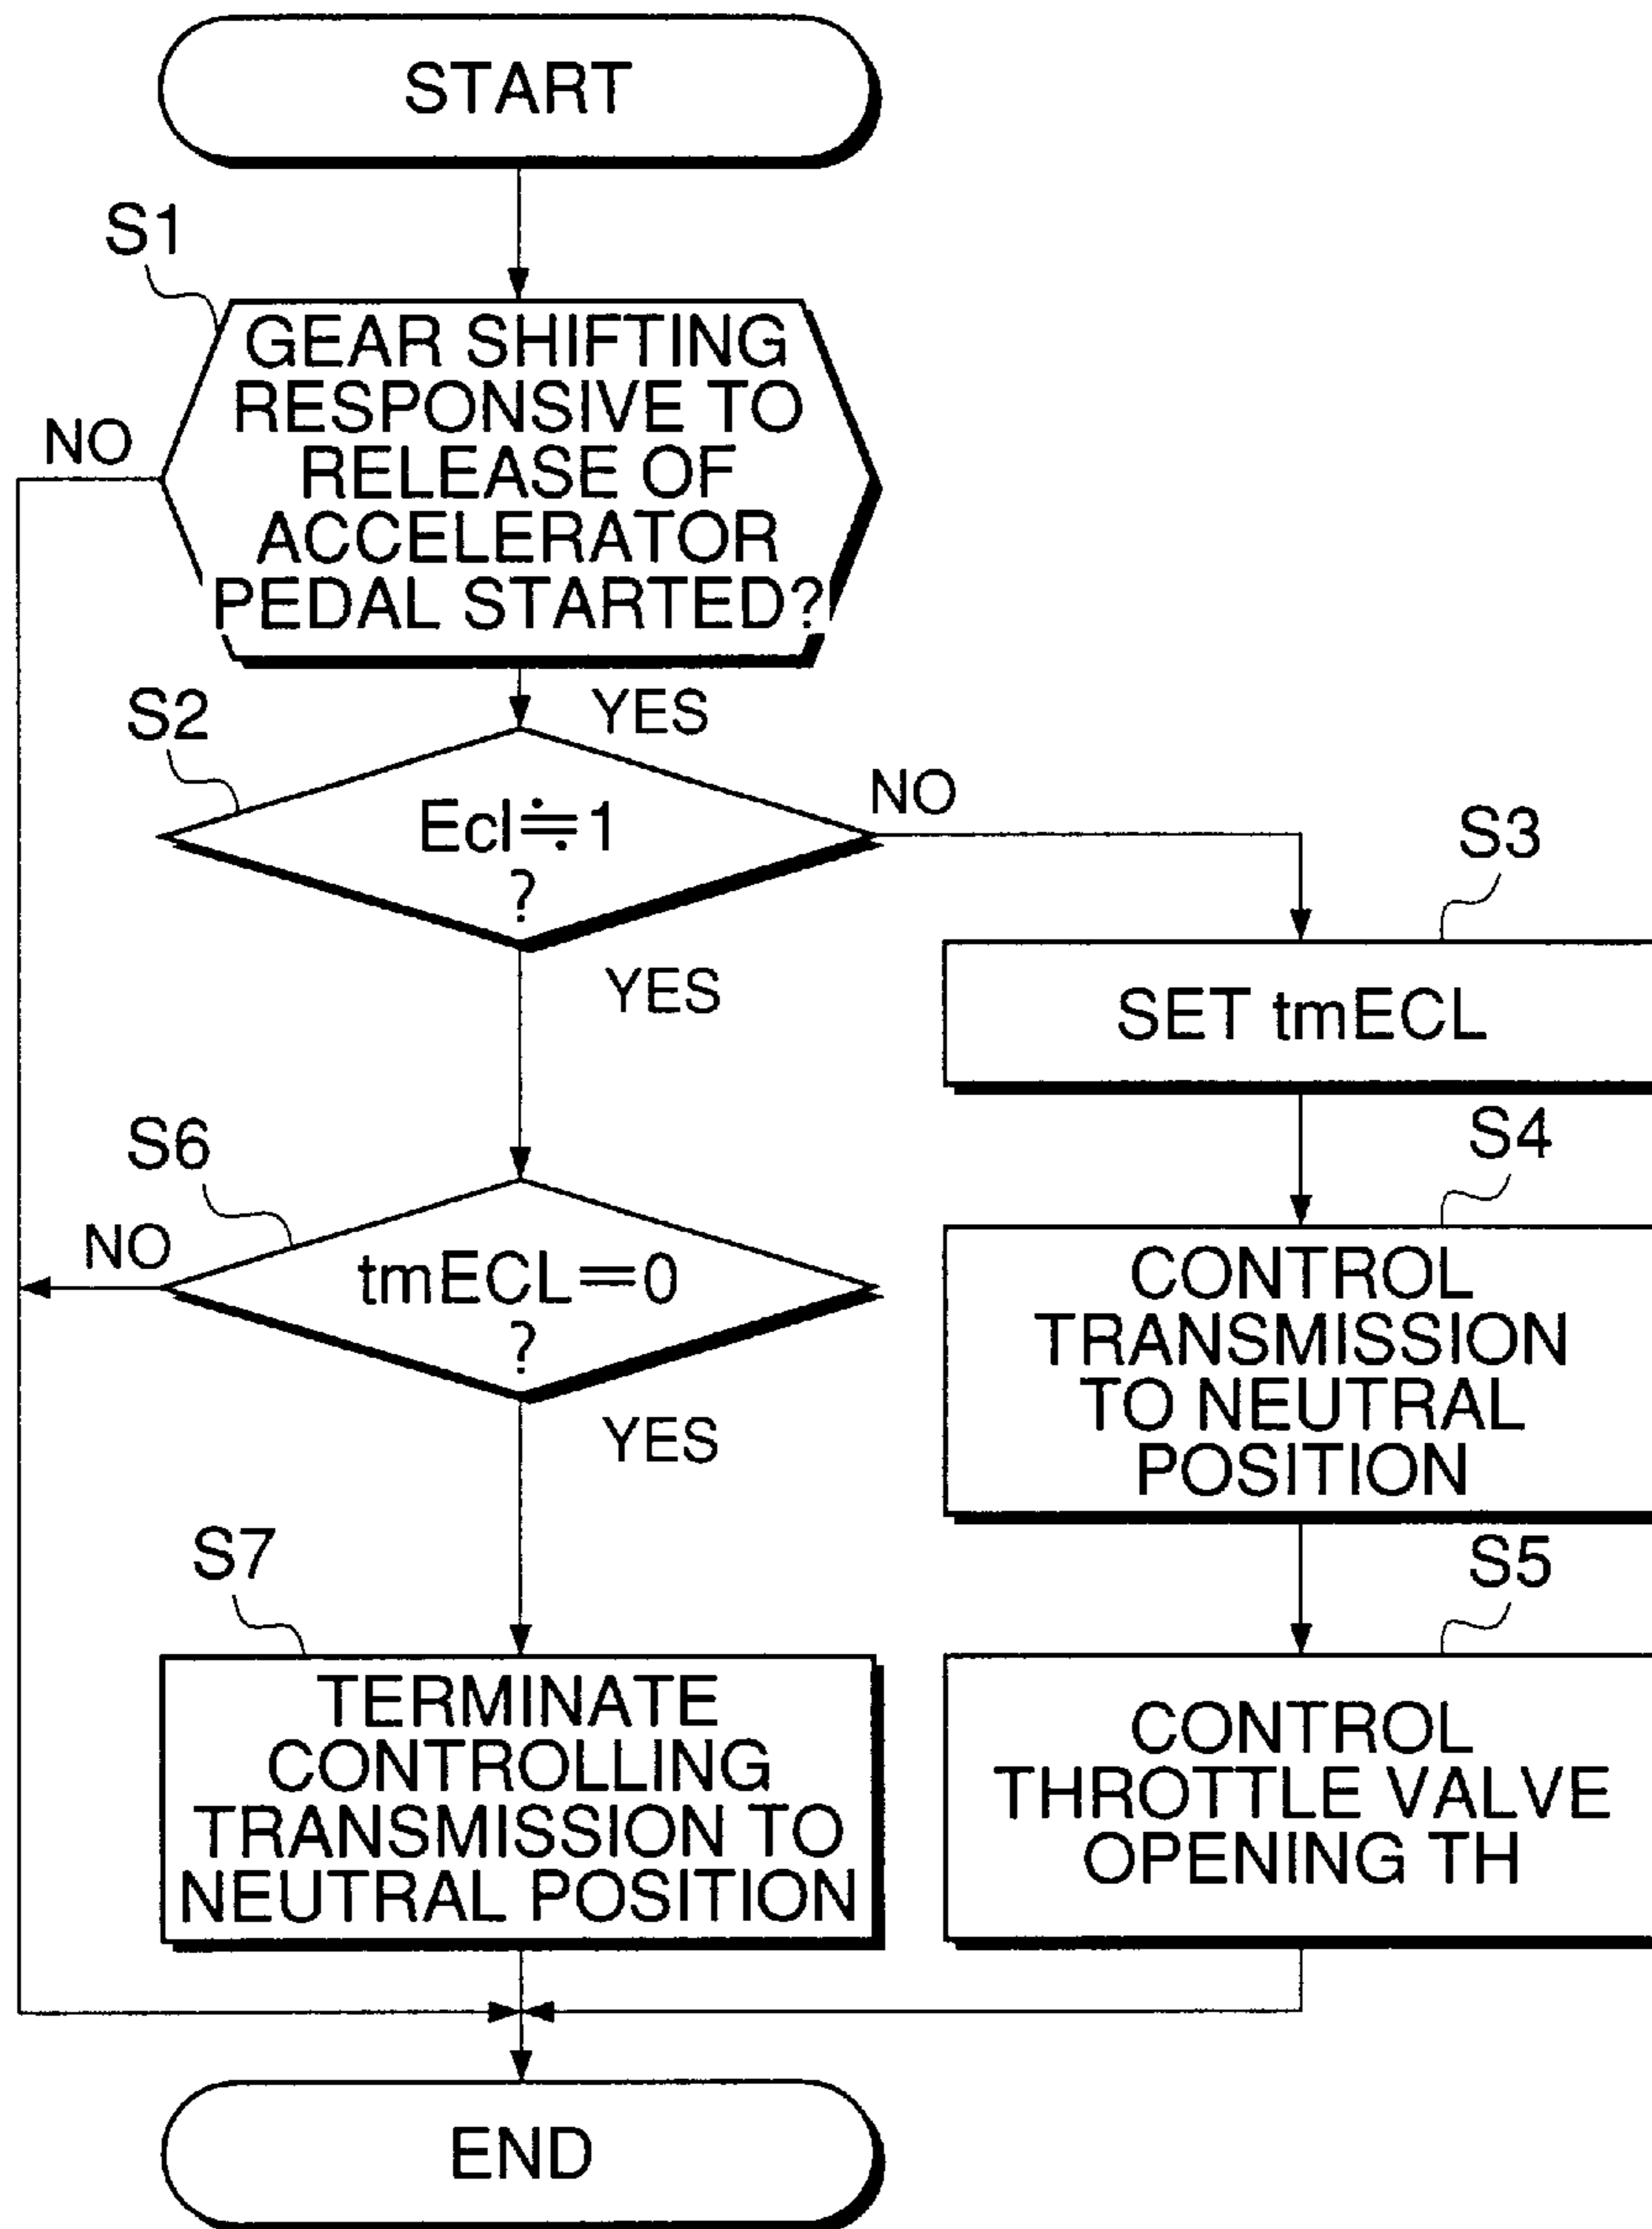 START
S1
GEAR SHIFTING
RESPONSIVE TO
RELEASE OF
ACCELERATOR
PEDAL STARTED?
NO
YES
S2
Ecl≒1
?
NO
YES
S3
SET tmECL
S4
CONTROL
TRANSMISSION
TO NEUTRAL
POSITION
S5
CONTROL
THROTTLE VALVE
OPENING TH
S6
tmECL=0
?
NO
YES
S7
TERMINATE
CONTROLLING
TRANSMISSION TO
NEUTRAL POSITION
END